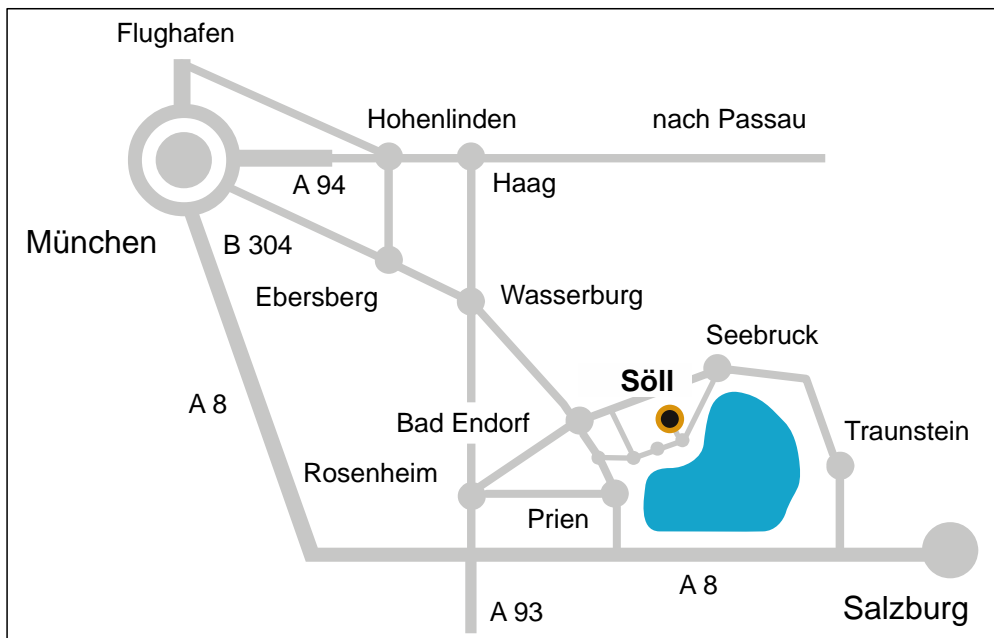 Flughafen
Hohenlinden
nach Passau
A 94
Haag
München
B 304
Ebersberg
Wasserburg
Seebruck
Söll
A 8
Bad Endorf
Traunstein
Rosenheim
Prien
A 8
A 93
Salzburg